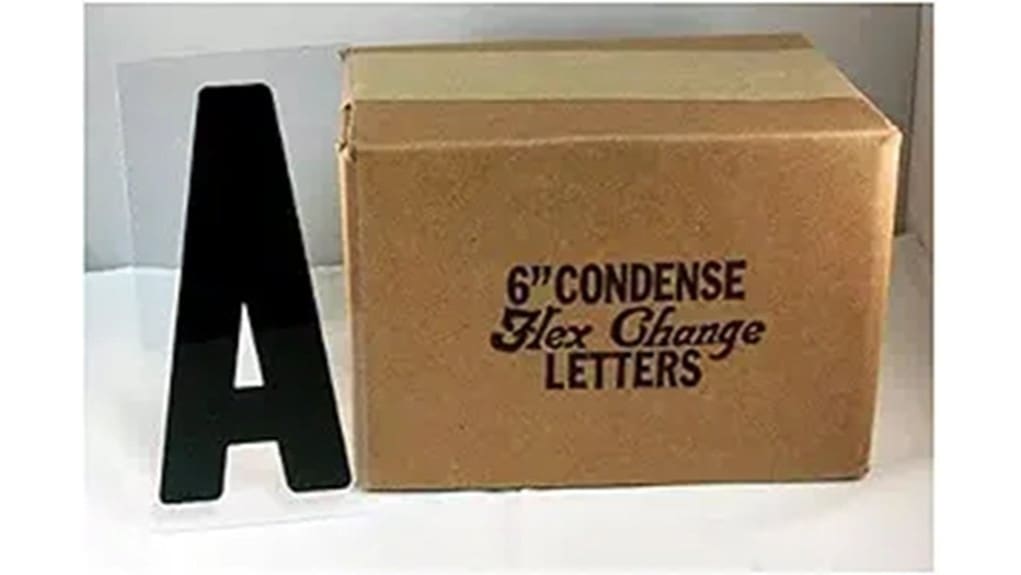 A
6” CONDENSE
Flex Change
LETTERS